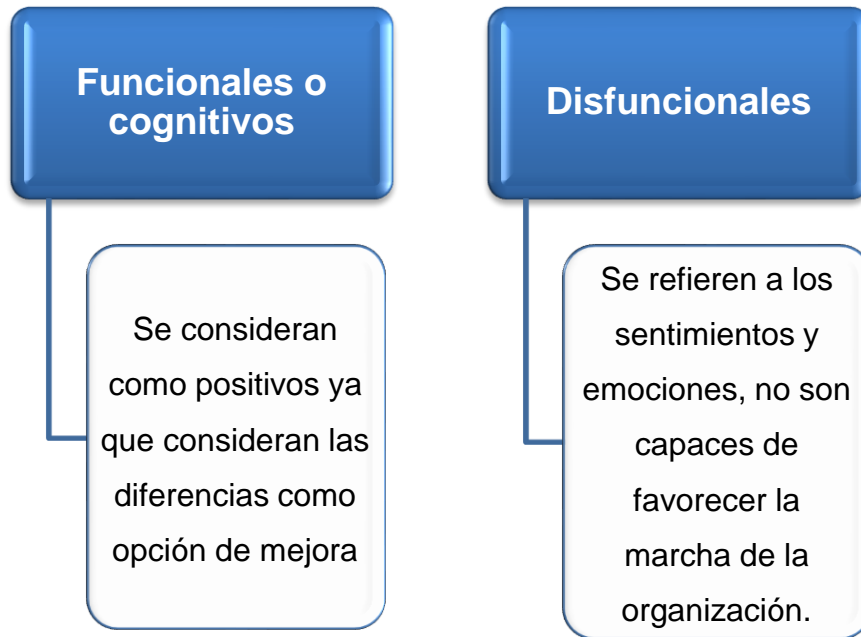 Funcionales o
cognitivos
Se consideran
como positivos ya
que consideran las
diferencias como
opción de mejora
Disfuncionales
Se refieren a los
sentimientos y
emociones, no son
capaces de
favorecer la
marcha de la
organización.